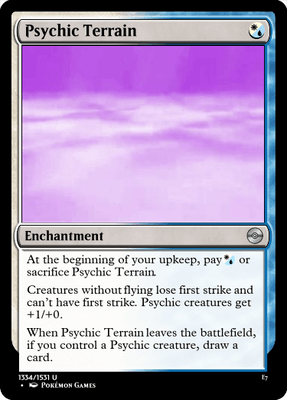 Psychic Terrain
Enchantment
At the beginning of your upkeep, pay or
sacrifice Psychic Terrain.
Creatures without flying lose first strike and
can't have first strike. Psychic creatures get
+1/+0.
When Psychic Terrain leaves the battlefield,
if you control a Psychic creature, draw a
card.
1334/1531 U
• Pokémon Games